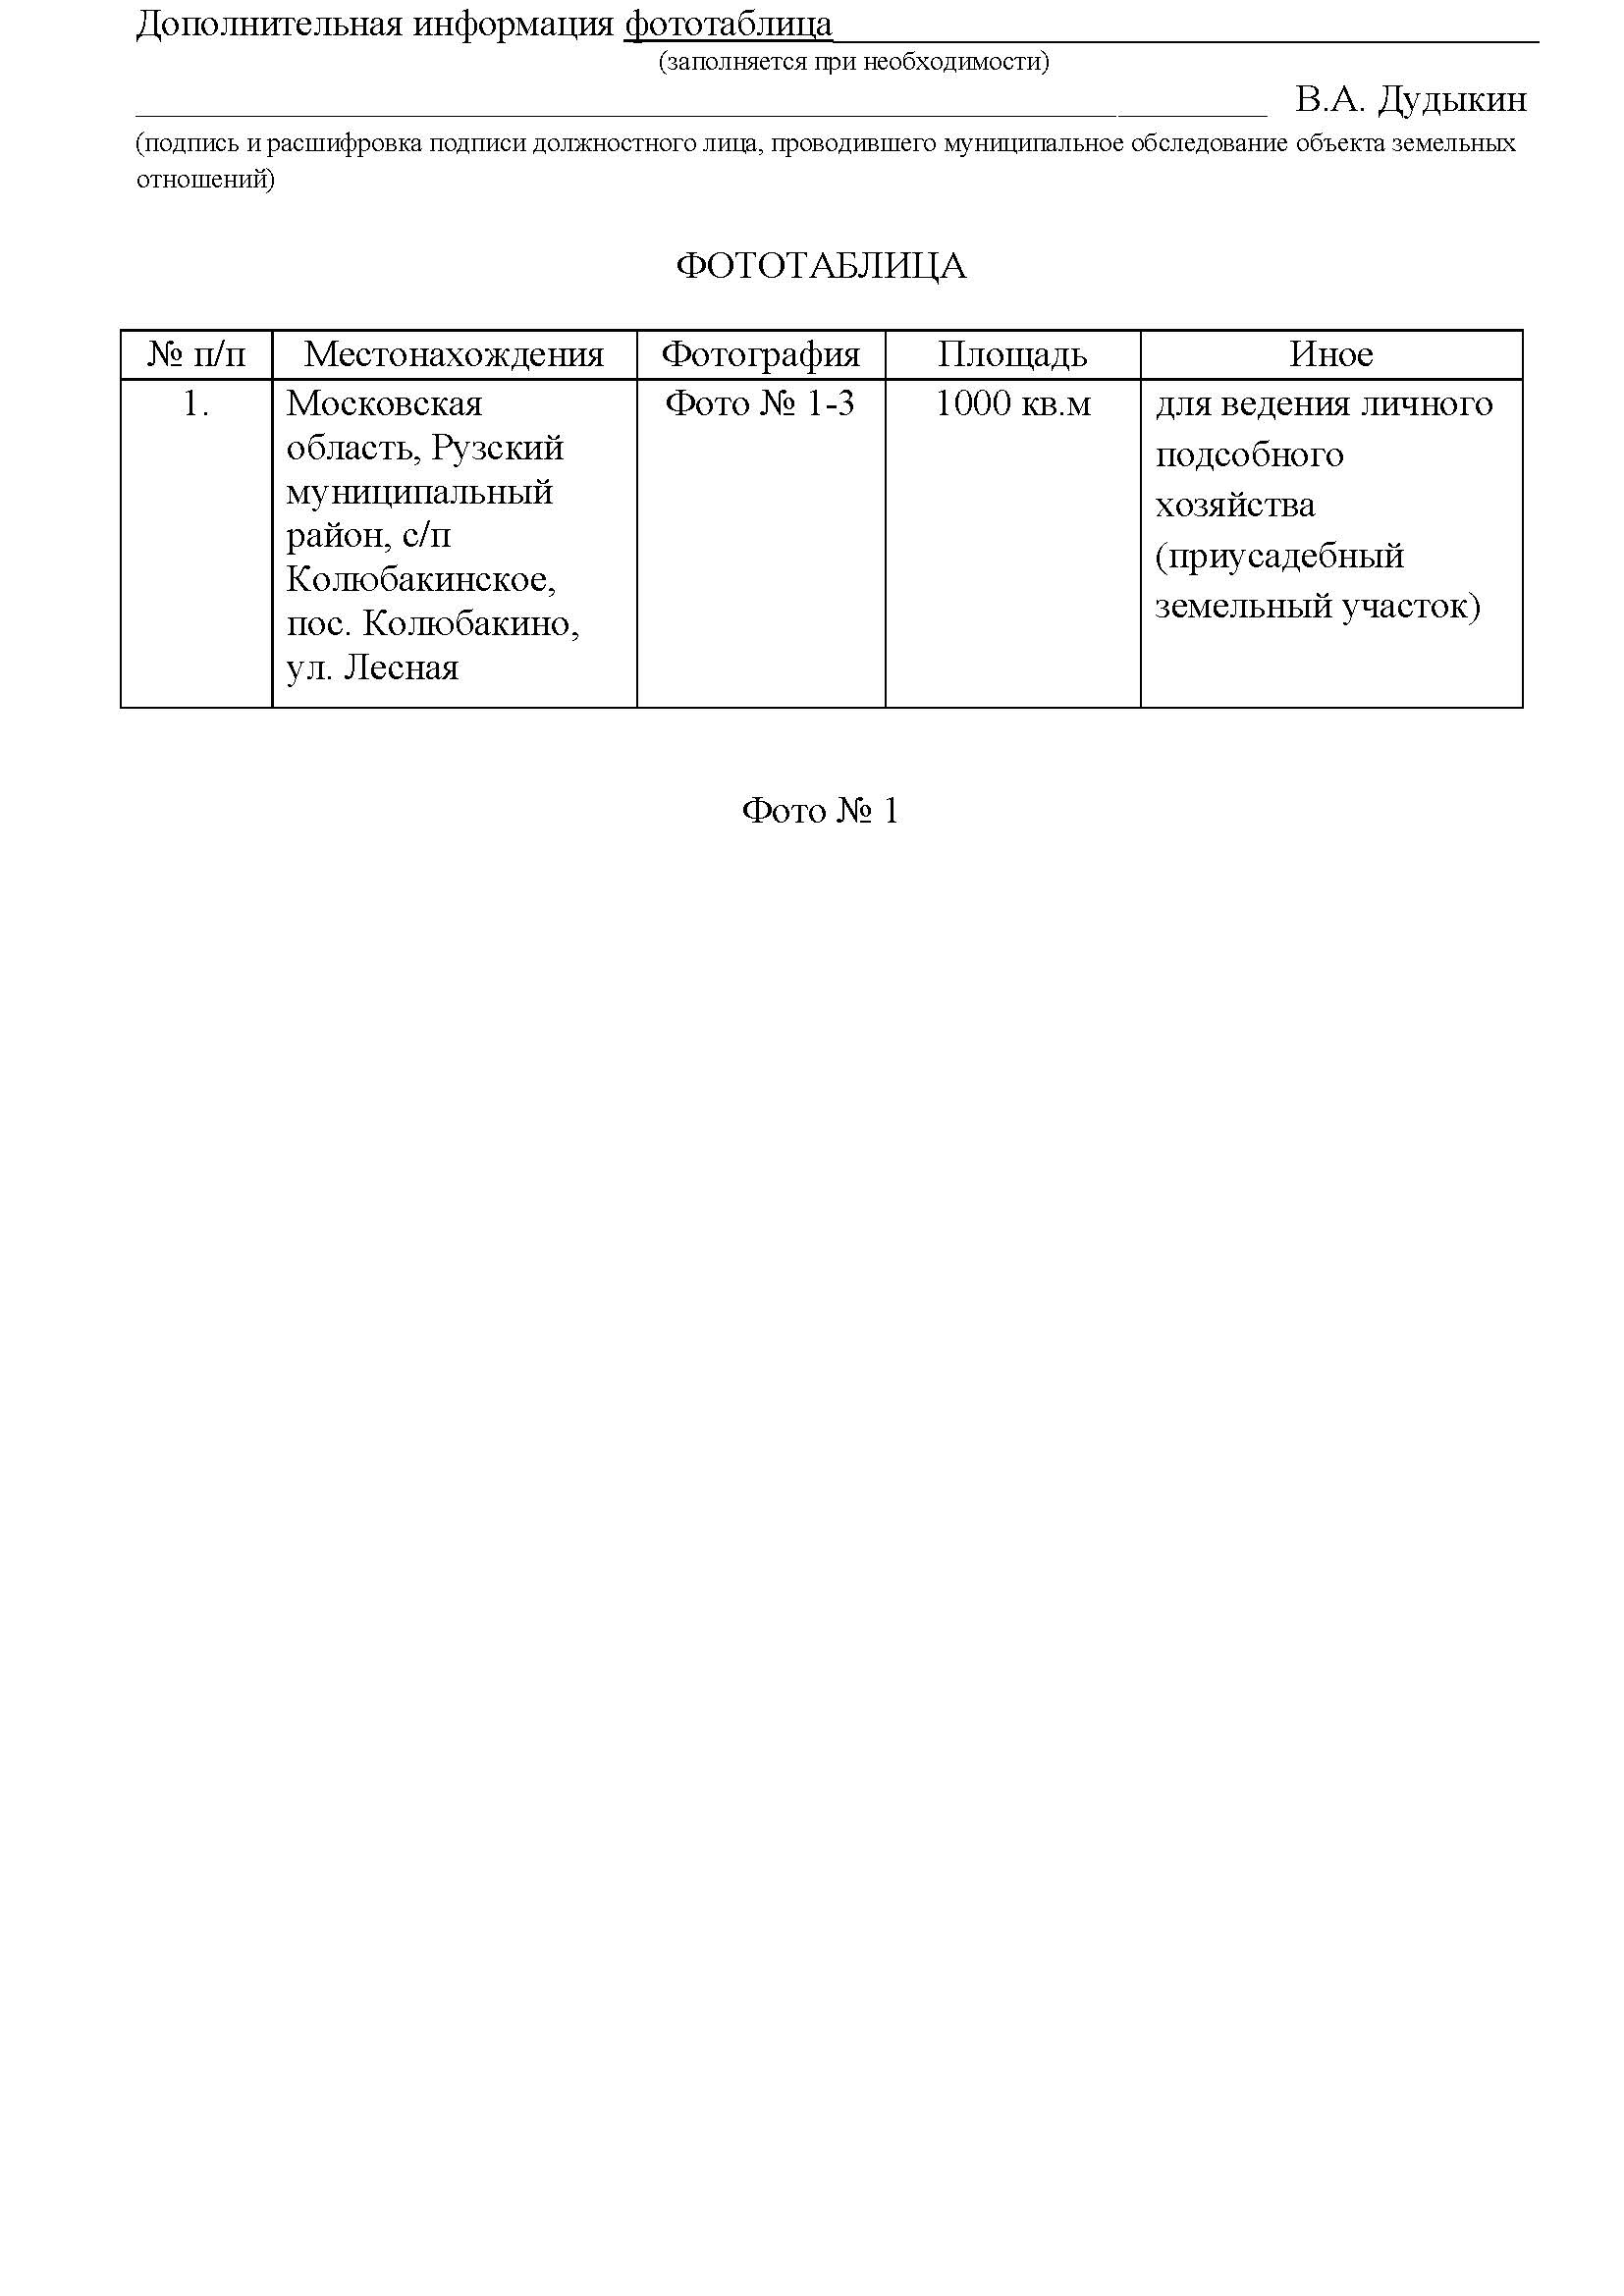 Дополнительная информация фототаблица
(заполняется при необходимости)
В.А. Дудыкин
(подпись и расшифровка подписи должностного лица, проводившего муниципальное обследование объекта земельных
отношений)
ФОТОТАБЛИЦА
№ п/п Местонахождения Фотография Площадь Иное
1. Московская Фото № 1-3 1000 кв.м для ведения личного
область, Рузский подсобного
муниципальный хозяйства
район, с/п (приусадебный
Колюбакинское, земельный участок)
пос. Колюбакино,
ул. Лесная
Фото № 1